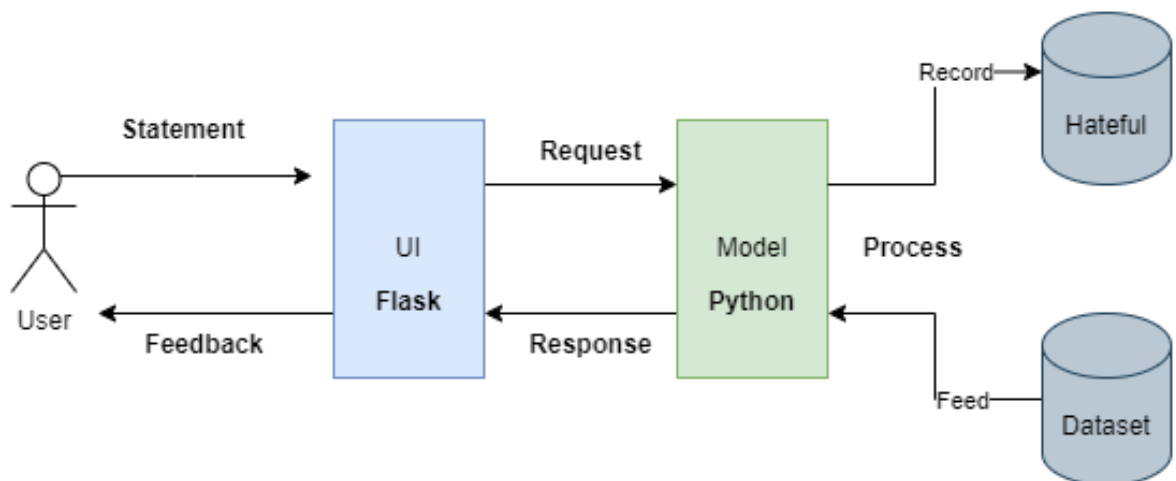 Record
Hateful
Statement
Request
UI
Flask
Model
Python
Process
User
Feedback
Response
Feed
Dataset